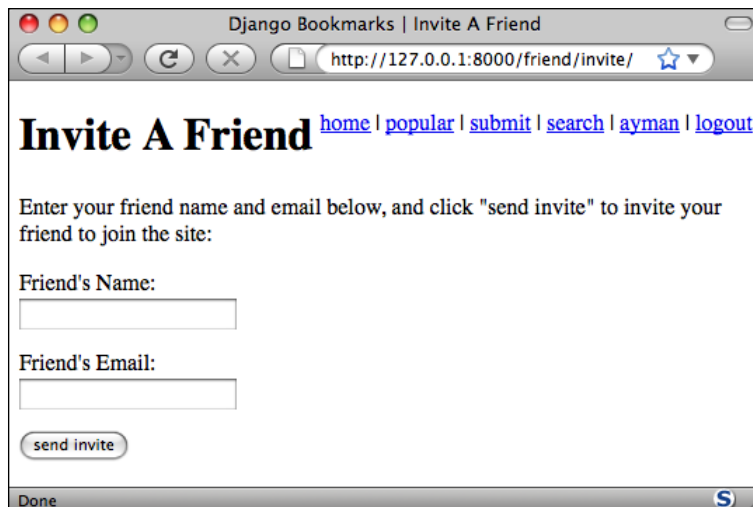 Django Bookmarks | Invite A Friend
http://127.0.0.1:8000/friend/invite/
Invite A Friend
home | popular | submit | search | ayman | logout
Enter your friend name and email below, and click "send invite" to invite your
friend to join the site:
Friend's Name:
Friend's Email:
send invite
Done
S